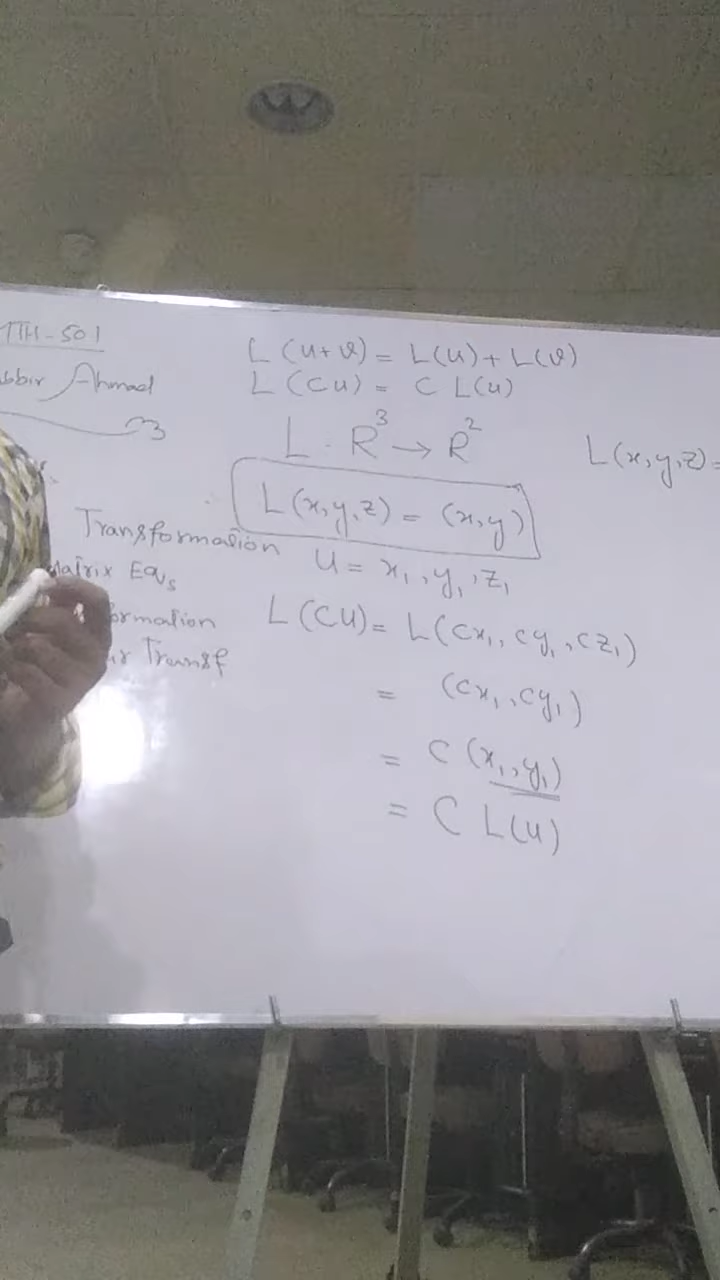 TH-501
Ahmad
Transformation
Matrix Eqs
ormation
Transf
L(u+v) = L(u) + L(v)
L(cu) = c L(u)
L : R³ → R²
L(x,y,z) = (x,y)
u = x₁, y₁, z₁
L(cu) = L(cx₁, cy₁, cz₁)
= (cx₁, cy₁)
= c (x₁, y₁)
= c L(u)
L(x,y,z) =